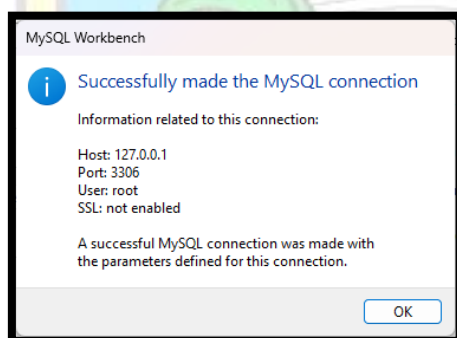 MySQL Workbench
Successfully made the MySQL connection
Information related to this connection:
Host: 127.0.0.1
Port: 3306
User: root
SSL: not enabled
A successful MySQL connection was made with
the parameters defined for this connection.
OK